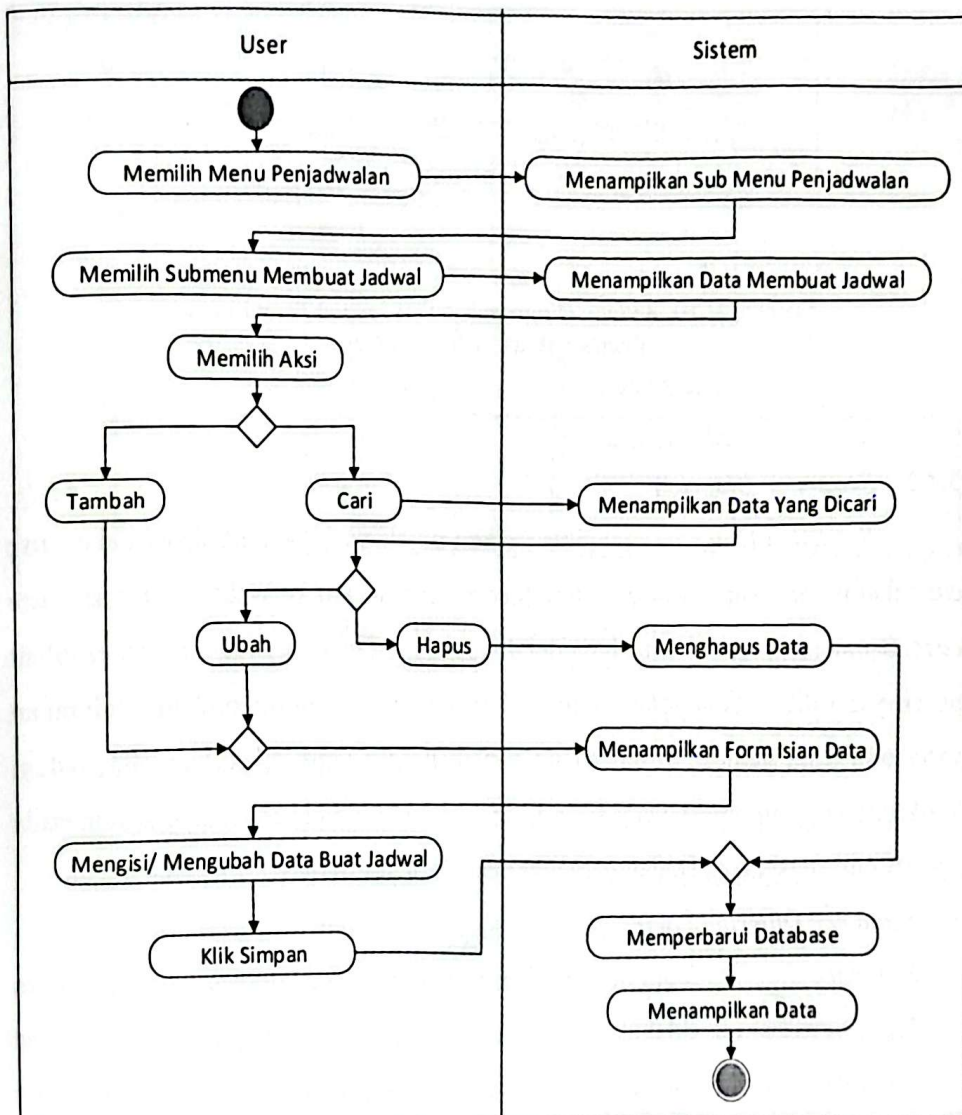 User
Sistem
Memilih Menu Penjadwalan
Menampilkan Sub Menu Penjadwalan
Memilih Submenu Membuat Jadwal
Menampilkan Data Membuat Jadwal
Memilih Aksi
Tambah
Cari
Menampilkan Data Yang Dicari
Ubah
Hapus
Menghapus Data
Menampilkan Form Isian Data
Mengisi/ Mengubah Data Buat Jadwal
Klik Simpan
Memperbarui Database
Menampilkan Data